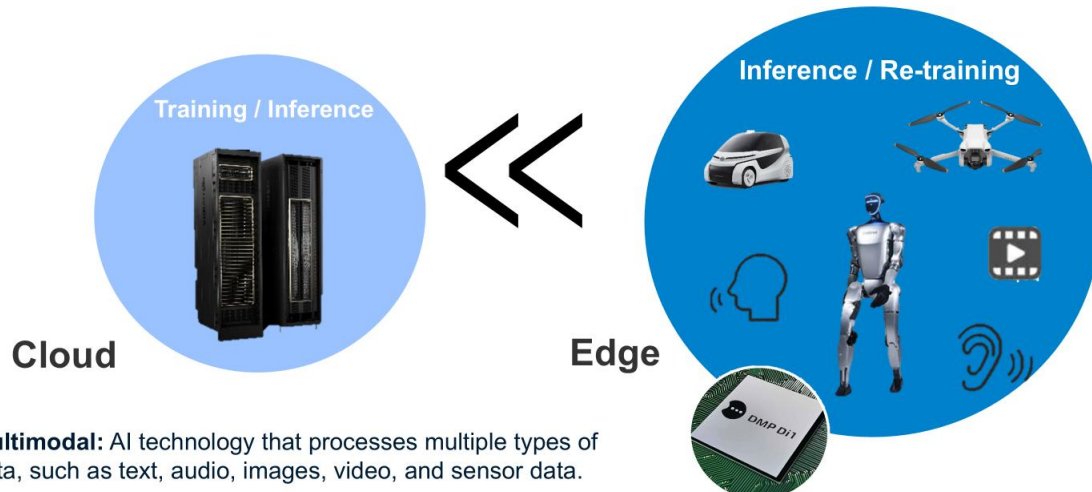 Inference / Re-training
Training / Inference
Cloud
Edge
DMP Di1
ultimodal: AI technology that processes multiple types of
ta, such as text, audio, images, video, and sensor data.